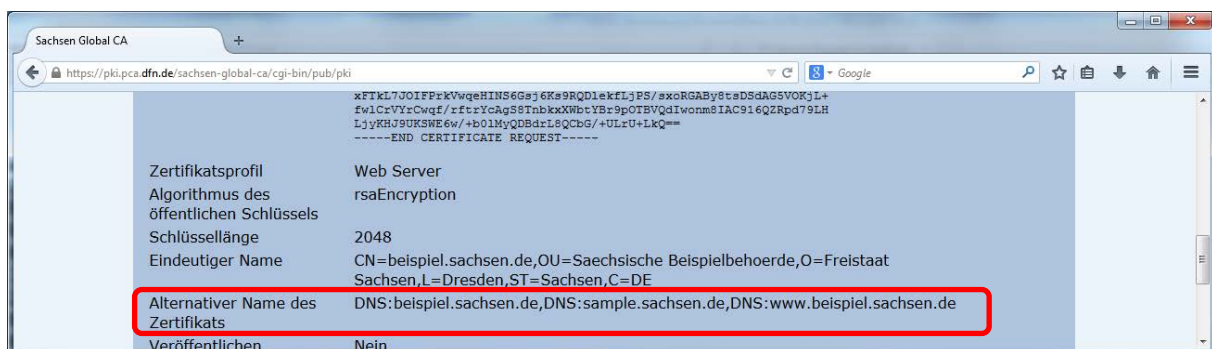 Sachsen Global CA
https://pki.pca.dfn.de/sachsen-global-ca/cgi-bin/pub/pki
Google
xFTkL7JOIFPrkVwqeHINS6Gsj6Ks9RQDlekfLjPS/sxoRGABy8tsDSdAG5VOKjL+
fwlCrVYrCwqf/rftrYcAgS8TnbkxXWbtYBr9pOTBVQdIwonm8IAC916QZRpd79LH
LjyKHJ9UKSWE6w/+b01MyQDBdrL8QCbG/+ULrU+LkQ==
-----END CERTIFICATE REQUEST-----
Zertifikatsprofil Web Server
Algorithmus des rsaEncryption
öffentlichen Schlüssels
Schlüssellänge 2048
Eindeutiger Name CN=beispiel.sachsen.de,OU=Saechsische Beispielbehoerde,O=Freistaat
Sachsen,L=Dresden,ST=Sachsen,C=DE
Alternativer Name des DNS:beispiel.sachsen.de,DNS:sample.sachsen.de,DNS:www.beispiel.sachsen.de
Zertifikats
Veröffentlichen Nein